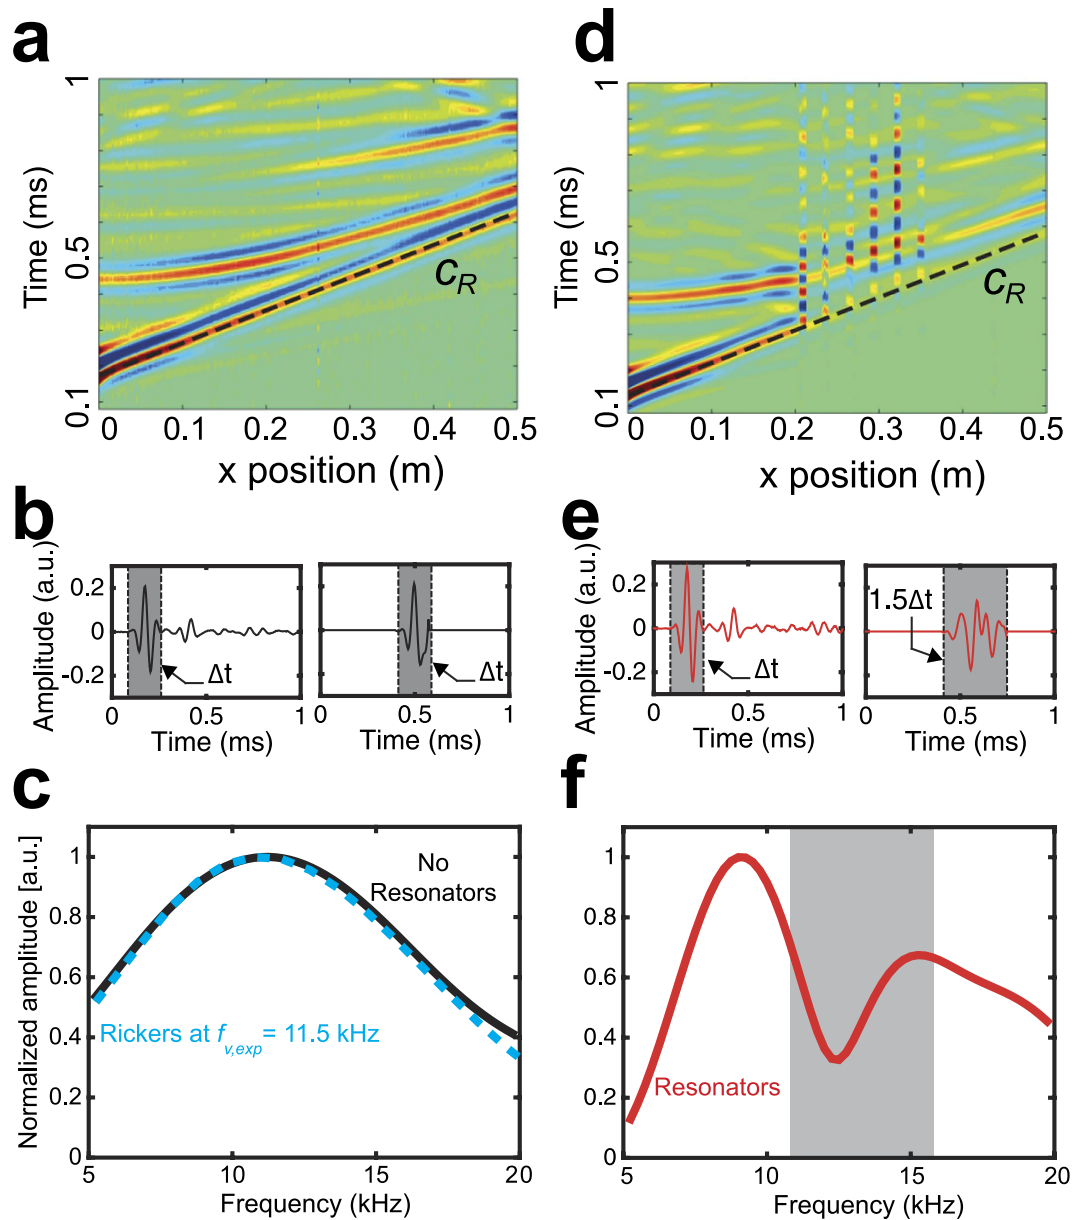 a
Time (ms)
1
0.5
0.1
c_R
0
0.1
0.2
0.3
0.4
0.5
x position (m)
d
Time (ms)
1
0.5
0.1
c_R
0
0.1
0.2
0.3
0.4
0.5
x position (m)
b
Amplitude (a.u.)
0.2
0
-0.2
Δt
0
0.5
1
Time (ms)
Δt
0
0.5
1
Time (ms)
e
Amplitude (a.u.)
0.2
0
-0.2
Δt
0
0.5
1
Time (ms)
1.5Δt
0
0.5
1
Time (ms)
c
Normalized amplitude [a.u.]
1
0.8
0.6
0.4
0.2
0
No
Resonators
Rickers at f_v,exp = 11.5 kHz
5
10
15
20
Frequency (kHz)
f
1
0.8
0.6
0.4
0.2
0
Resonators
5
10
15
20
Frequency (kHz)